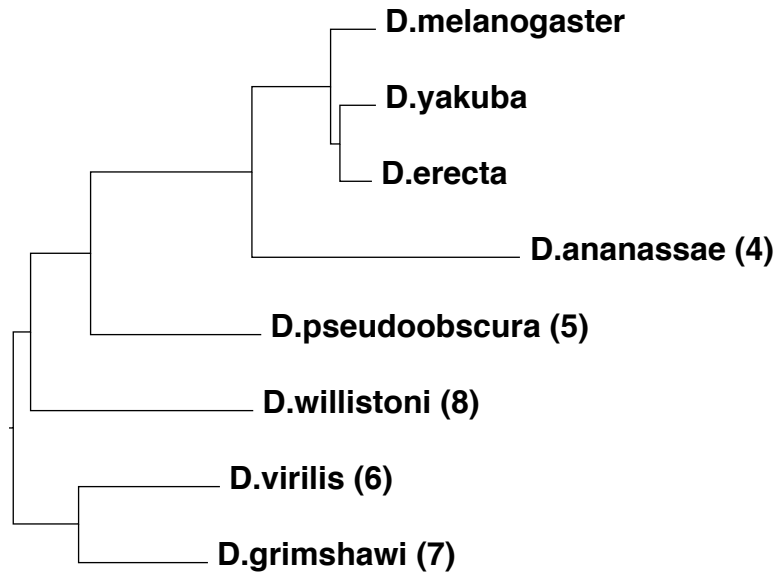 D.melanogaster
D.yakuba
D.erecta
D.ananassae (4)
D.pseudoobscura (5)
D.willistoni (8)
D.virilis (6)
D.grimshawi (7)